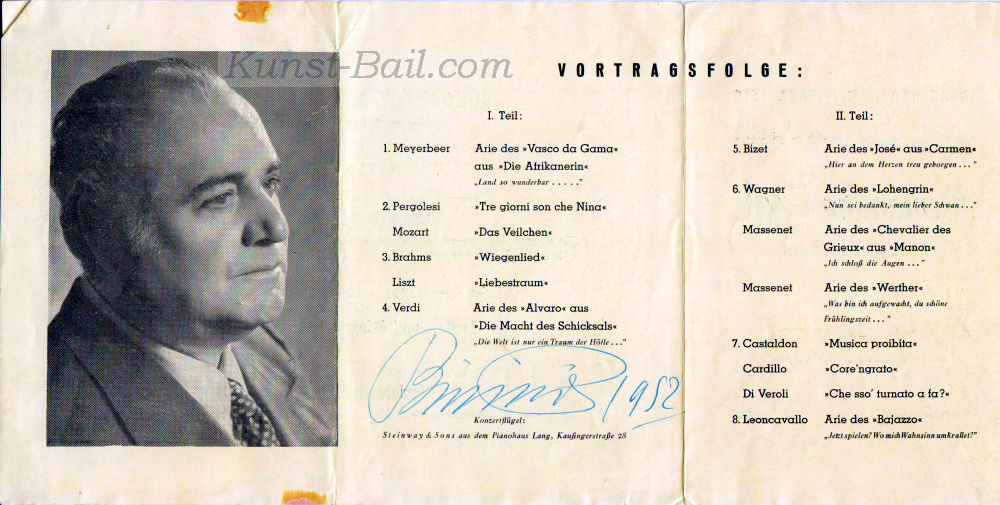 Kunst-Bail.com
VORTRAGSFOLGE:
I. Teil:
1. Meyerbeer Arie des »Vasco da Gama«
aus »Die Afrikanerin«
„Land so wunderbar . . . . ."
2. Pergolesi »Tre giorni son che Nina«
Mozart »Das Veilchen«
3. Brahms »Wiegenlied«
Liszt »Liebestraum«
4. Verdi Arie des »Alvaro« aus
»Die Macht des Schicksals«
„Die Welt ist nur ein Traum der Hölle . . ."
1952
Konzertflügel:
Steinway & Sons aus dem Pianohaus Lang, Kaufingerstraße 28
II. Teil:
5. Bizet Arie des »José« aus »Carmen«
„Hier an dem Herzen treu geborgen . . ."
6. Wagner Arie des »Lohengrin«
„Nun sei bedankt, mein lieber Schwan . . ."
Massenet Arie des »Chevalier des
Grieux« aus »Manon«
„Ich schloß die Augen . . ."
Massenet Arie des »Werther«
„Was bin ich aufgewacht, du schöne
Frühlingszeit . . . "
7. Castaldon »Musica proibita«
Cardillo »Core'ngrato«
Di Veroli »Che sso' turnato a fa?«
8. Leoncavallo Arie des »Bajazzo«
„Jetzt spielen? Wo mich Wahnsinn umkrallet?"